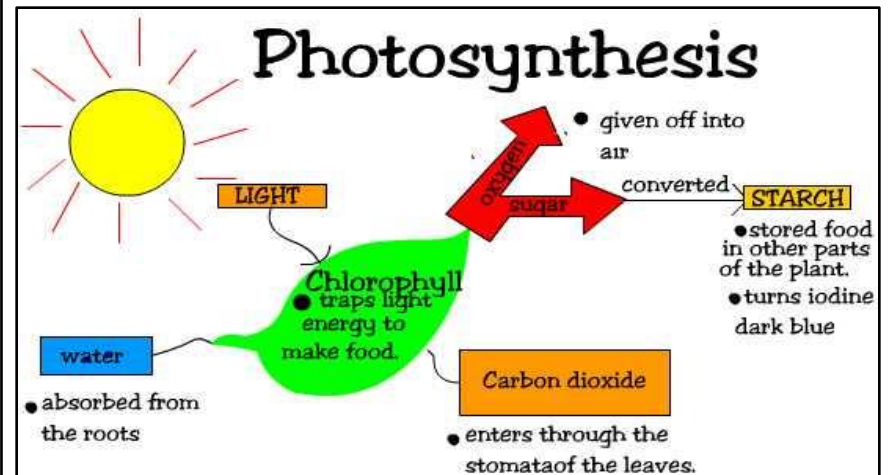 Photosynthesis
oxygen
● given off into
air
LIGHT
sugar
converted
STARCH
● stored food
in other parts
of the plant.
● turns iodine
dark blue
Chlorophyll
● traps light
energy to
make food.
water
● absorbed from
the roots
Carbon dioxide
● enters through the
stomataof the leaves.